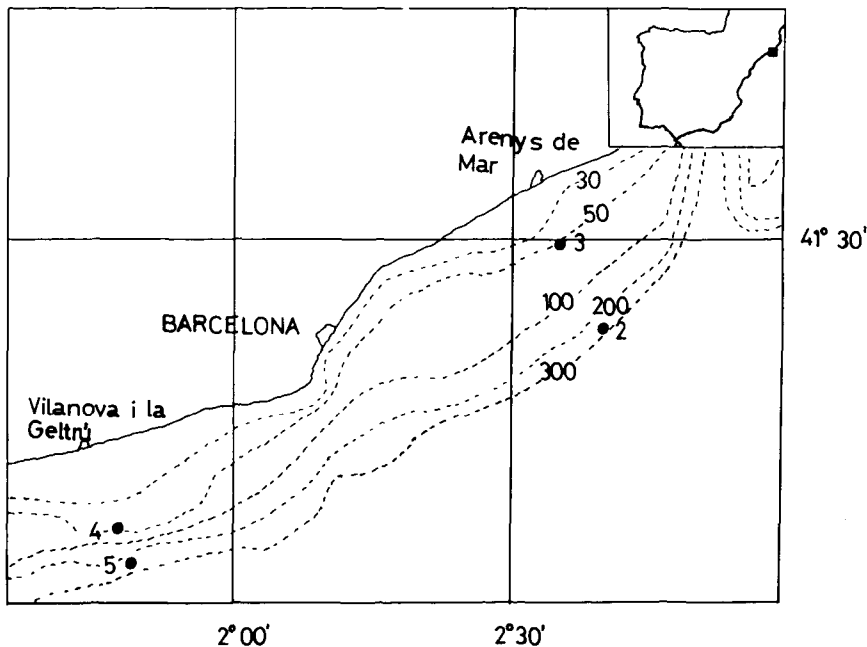 Arenys de
Mar
30
50
3
41° 30'
100
200
2
BARCELONA
300
Vilanova i la
Geltrú
4
5
2° 00'
2° 30'